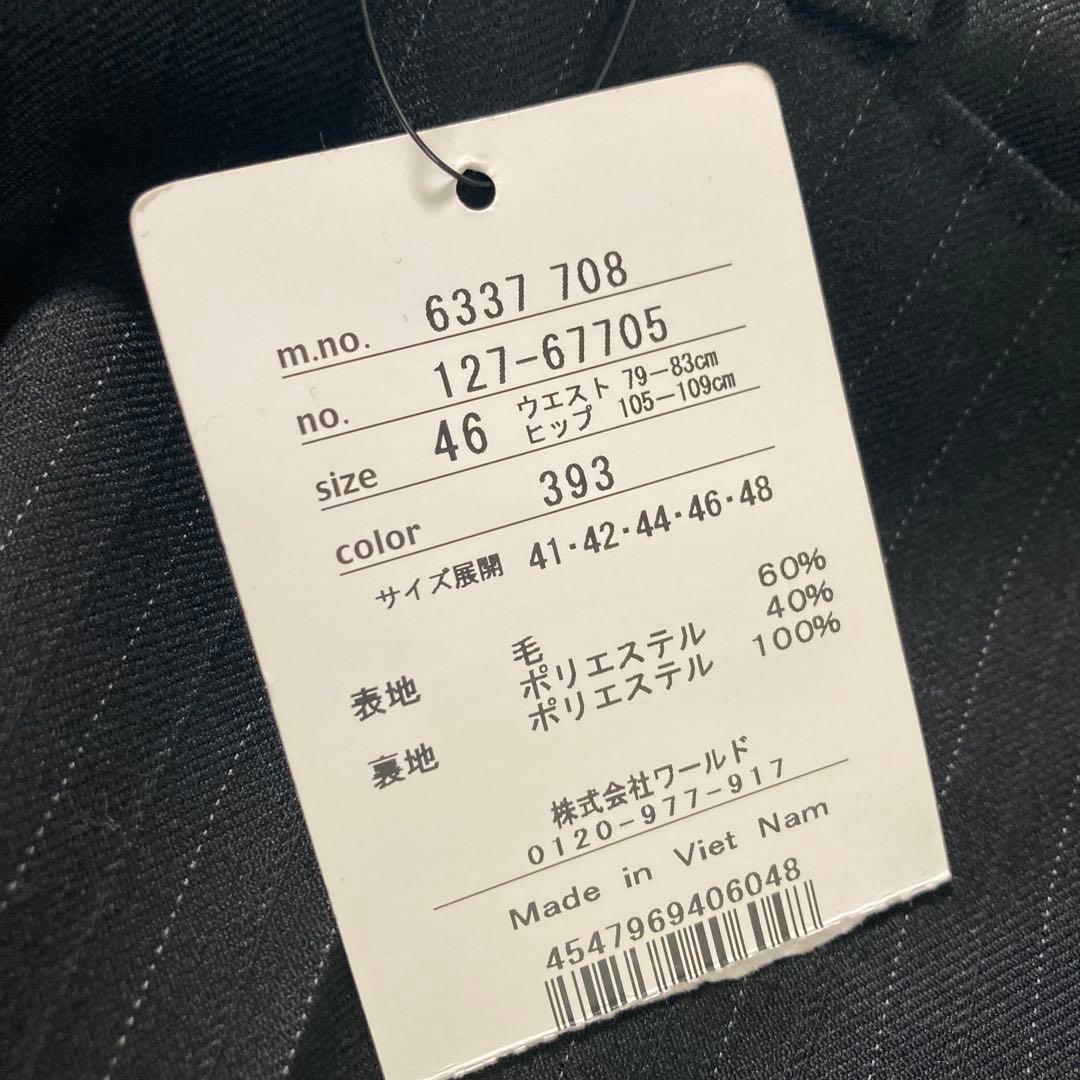 m.no. 6337 708
no. 127-67705
size 46 ウエスト 79-83cm
ヒップ 105-109cm
color 393
サイズ展開 41・42・44・46・48
表地 毛 60%
ポリエステル 40%
裏地 ポリエステル 100%
株式会社ワールド
0120-977-917
Made in Viet Nam
4547969406048